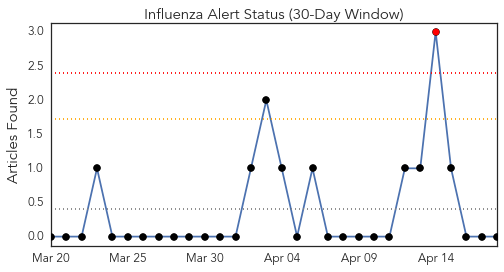 Influenza Alert Status (30-Day Window)
Articles Found
3.0
2.5
2.0
1.5
1.0
0.5
0.0
Mar 20 Mar 25 Mar 30 Apr 04 Apr 09 Apr 14